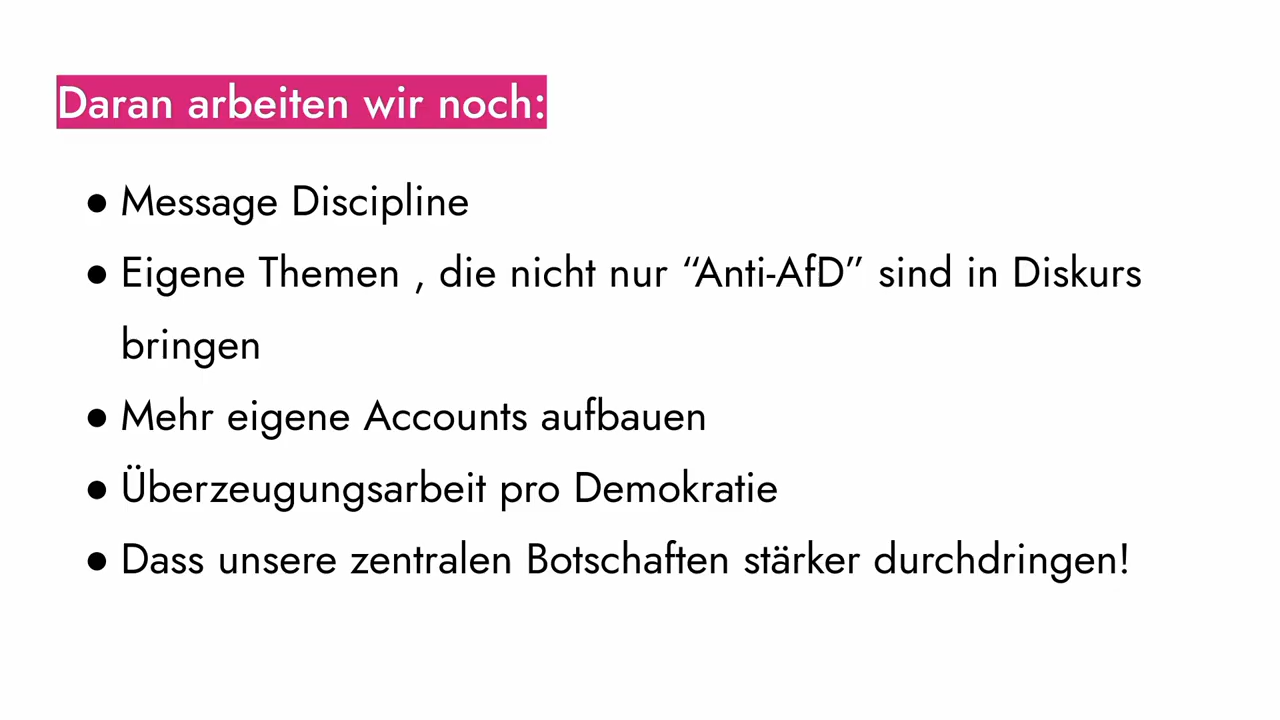 Daran arbeiten wir noch:
● Message Discipline
● Eigene Themen , die nicht nur “Anti-AfD” sind in Diskurs
bringen
● Mehr eigene Accounts aufbauen
● Überzeugungsarbeit pro Demokratie
● Dass unsere zentralen Botschaften stärker durchdringen!